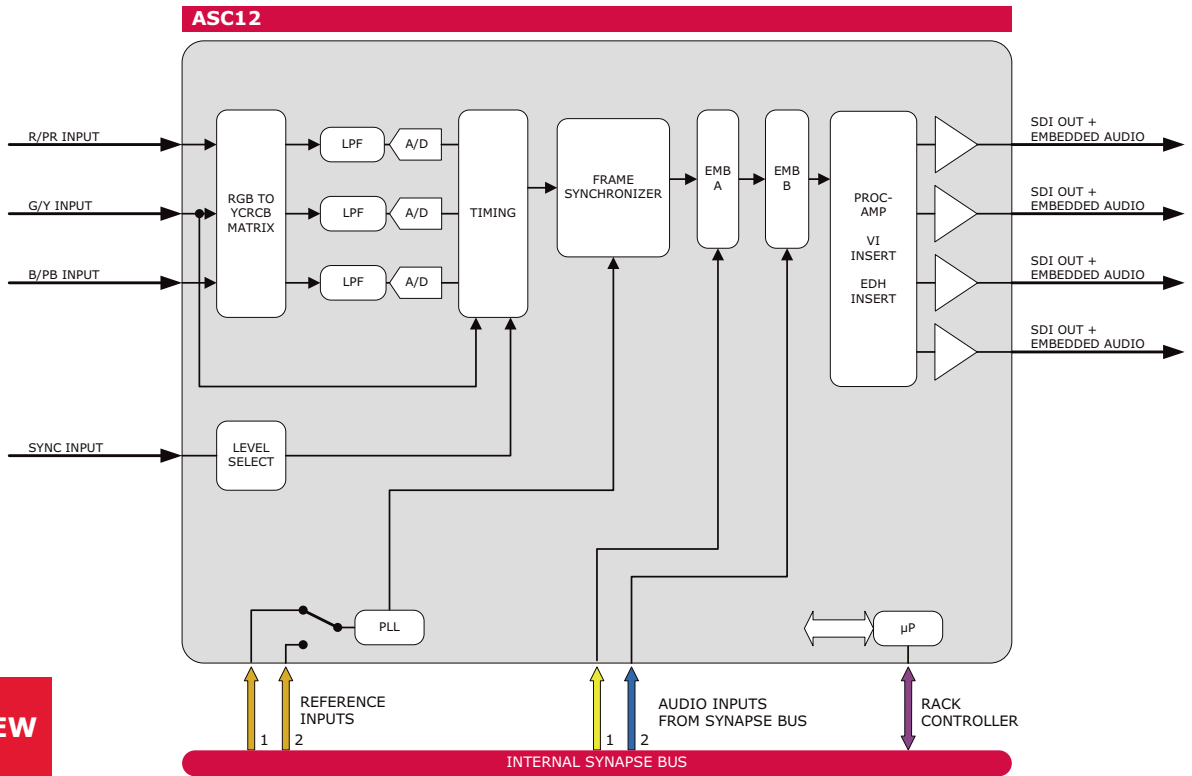 ASC12
R/PR INPUT
G/Y INPUT
B/PB INPUT
SYNC INPUT
RGB TO
YCRCB
MATRIX
LPF
A/D
LPF
A/D
LPF
A/D
TIMING
FRAME
SYNCHRONIZER
EMB
A
EMB
B
PROC-
AMP
VI
INSERT
EDH
INSERT
SDI OUT +
EMBEDDED AUDIO
SDI OUT +
EMBEDDED AUDIO
SDI OUT +
EMBEDDED AUDIO
SDI OUT +
EMBEDDED AUDIO
LEVEL
SELECT
PLL
µP
REFERENCE
INPUTS
1
2
AUDIO INPUTS
FROM SYNAPSE BUS
1
2
RACK
CONTROLLER
INTERNAL SYNAPSE BUS
EW